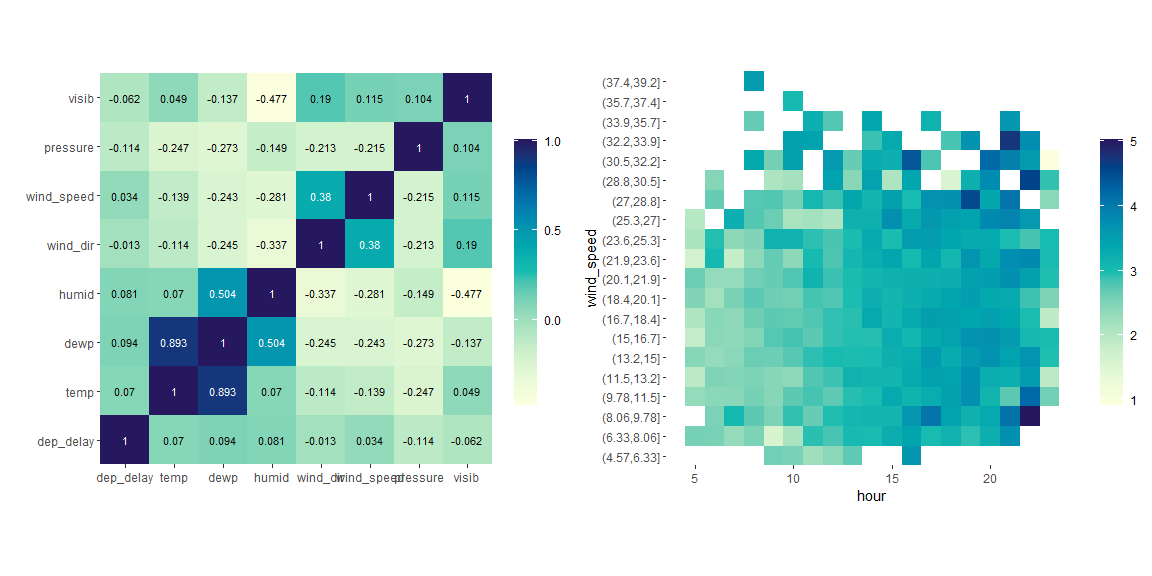 visib -0.062 0.049 -0.137 -0.477 0.19 0.115 0.104 1
pressure -0.114 -0.247 -0.273 -0.149 -0.213 -0.215 1 0.104
wind_speed 0.034 -0.139 -0.243 -0.281 0.38 1 -0.215 0.115
wind_dir -0.013 -0.114 -0.245 -0.337 1 0.38 -0.213 0.19
humid 0.081 0.07 0.504 1 -0.337 -0.281 -0.149 -0.477
dewp 0.094 0.893 1 0.504 -0.245 -0.243 -0.273 -0.137
temp 0.07 1 0.893 0.07 -0.114 -0.139 -0.247 0.049
dep_delay 1 0.07 0.094 0.081 -0.013 0.034 -0.114 -0.062
dep_delay temp dewp humid wind_dir wind_speed pressure visib
1.0
0.5
0.0
wind_speed
(37.4,39.2]
(35.7,37.4]
(33.9,35.7]
(32.2,33.9]
(30.5,32.2]
(28.8,30.5]
(27,28.8]
(25.3,27]
(23.6,25.3]
(21.9,23.6]
(20.1,21.9]
(18.4,20.1]
(16.7,18.4]
(15,16.7]
(13.2,15]
(11.5,13.2]
(9.78,11.5]
(8.06,9.78]
(6.33,8.06]
(4.57,6.33]
5 10 15 20
hour
5
4
3
2
1